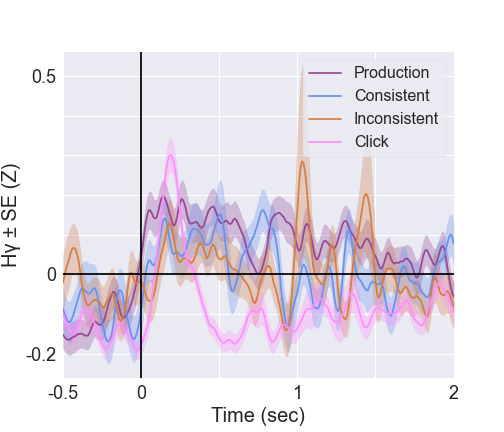 Production
Consistent
Inconsistent
Click
Hγ ± SE (Z)
0.5
0
-0.2
-0.5
0
1
2
Time (sec)